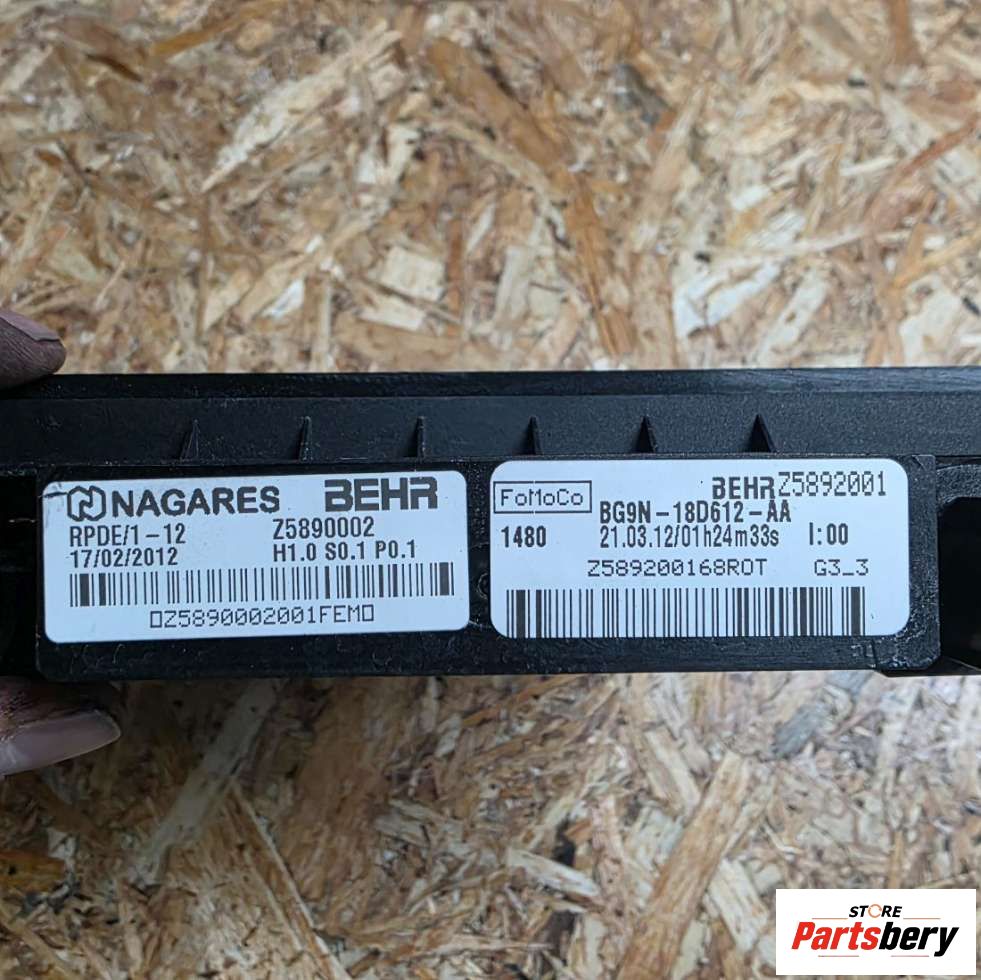 NAGARES BEHR
RPDE/1-12 Z5890002
17/02/2012 H1.0 S0.1 P0.1
Z5890002001FEM
FoMoCo BEHR Z5892001
BG9N-18D612-AA
1480 21.03.12/01h24m33s I:00
Z589200168ROT G3_3
STORE
Partsbery